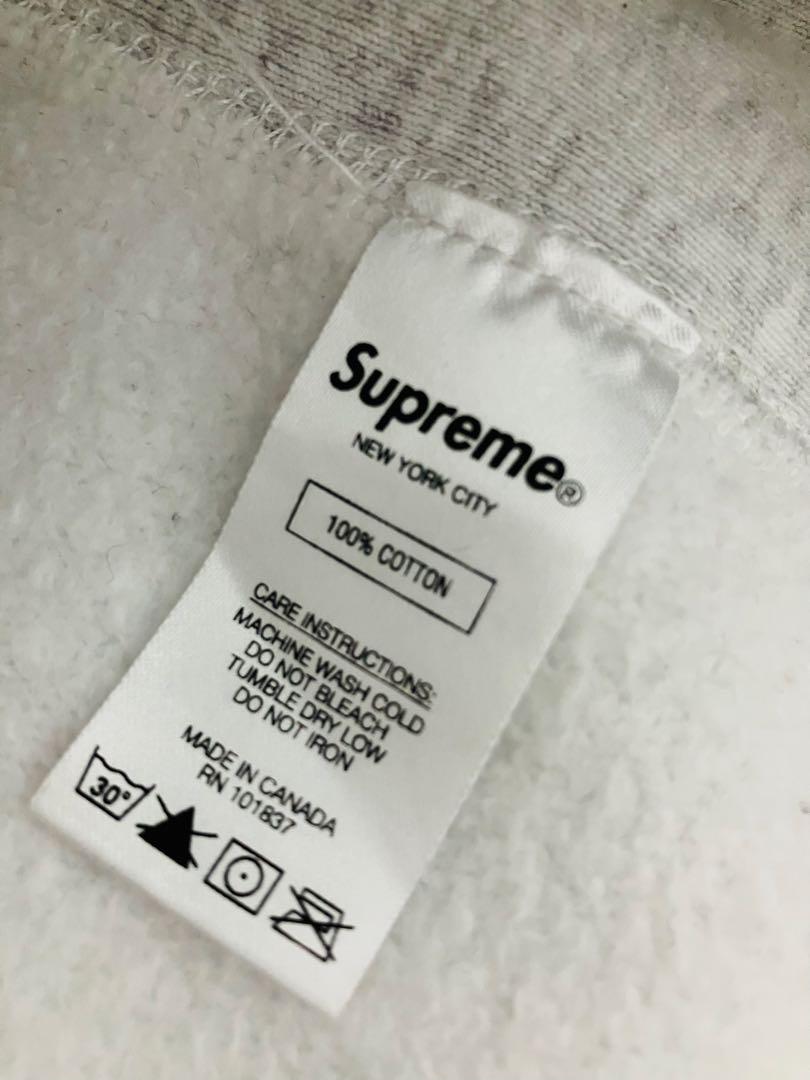 Supreme®
NEW YORK CITY
100% COTTON
CARE INSTRUCTIONS:
MACHINE WASH COLD
DO NOT BLEACH
TUMBLE DRY LOW
DO NOT IRON
MADE IN CANADA
RN 101837
30°